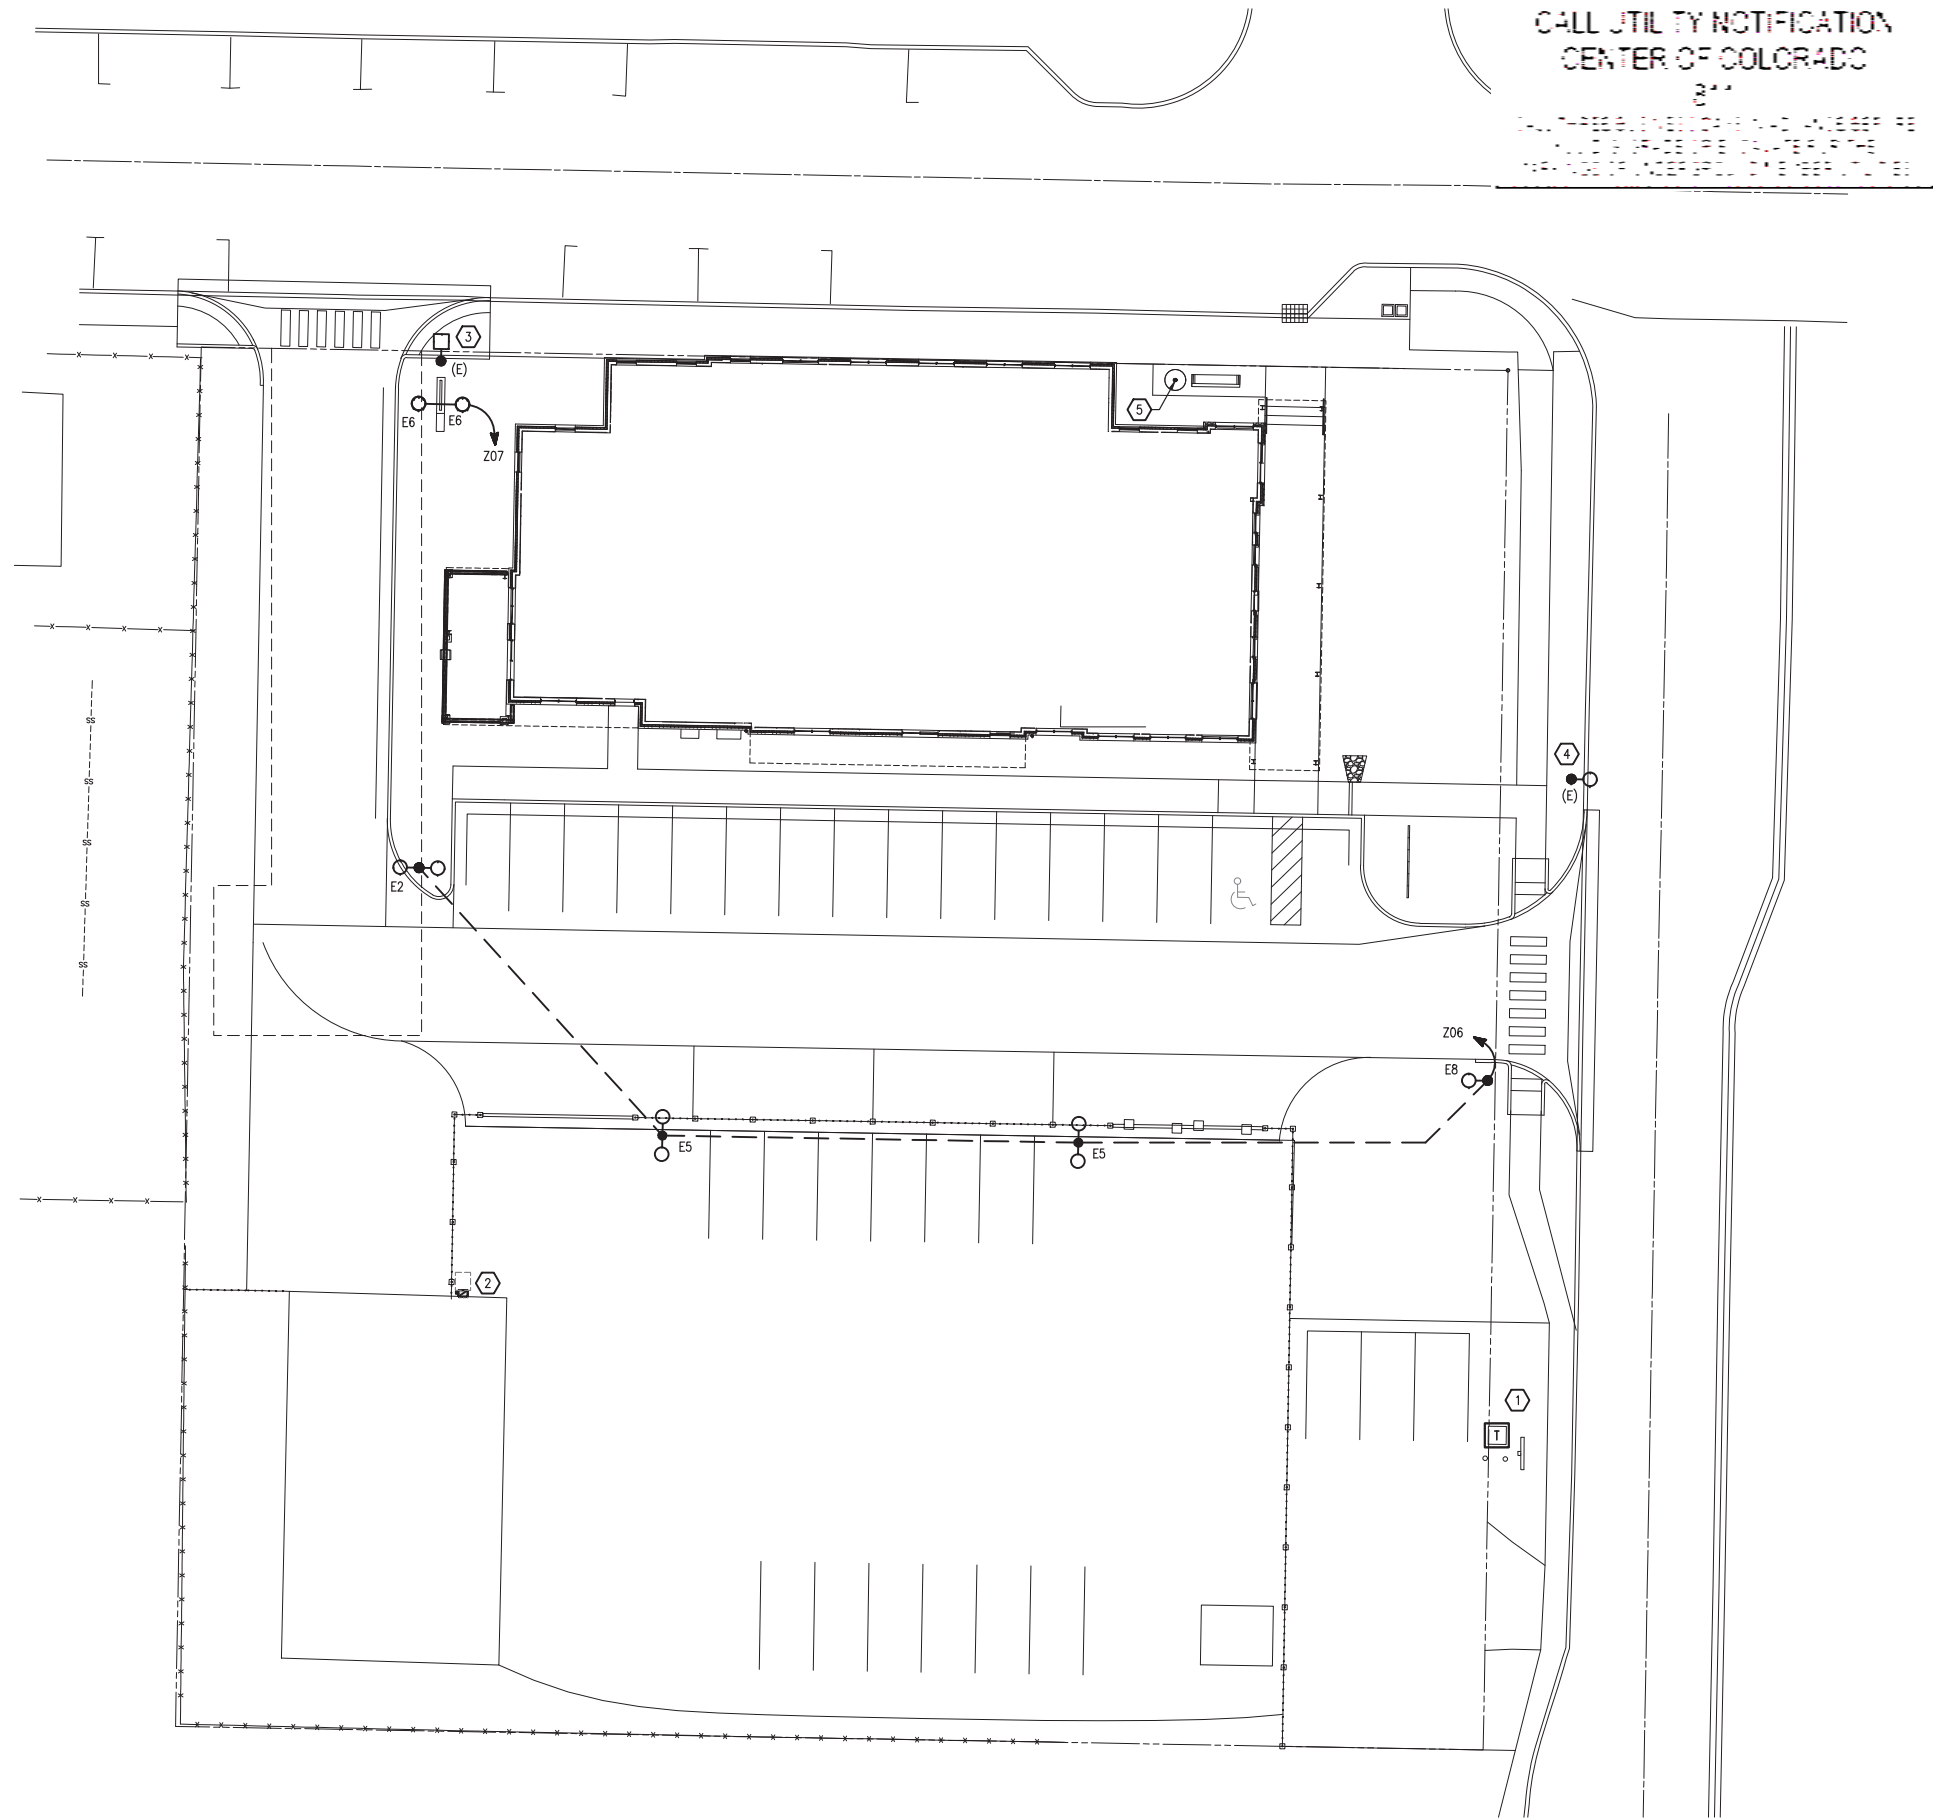 CALL UTILITY NOTIFICATION
CENTER OF COLORADO
811
3
(E)
E6
E6
Z07
5
4
(E)
SS
SS
SS
SS
SS
E2
Z06
E8
E5
E5
2
1
T